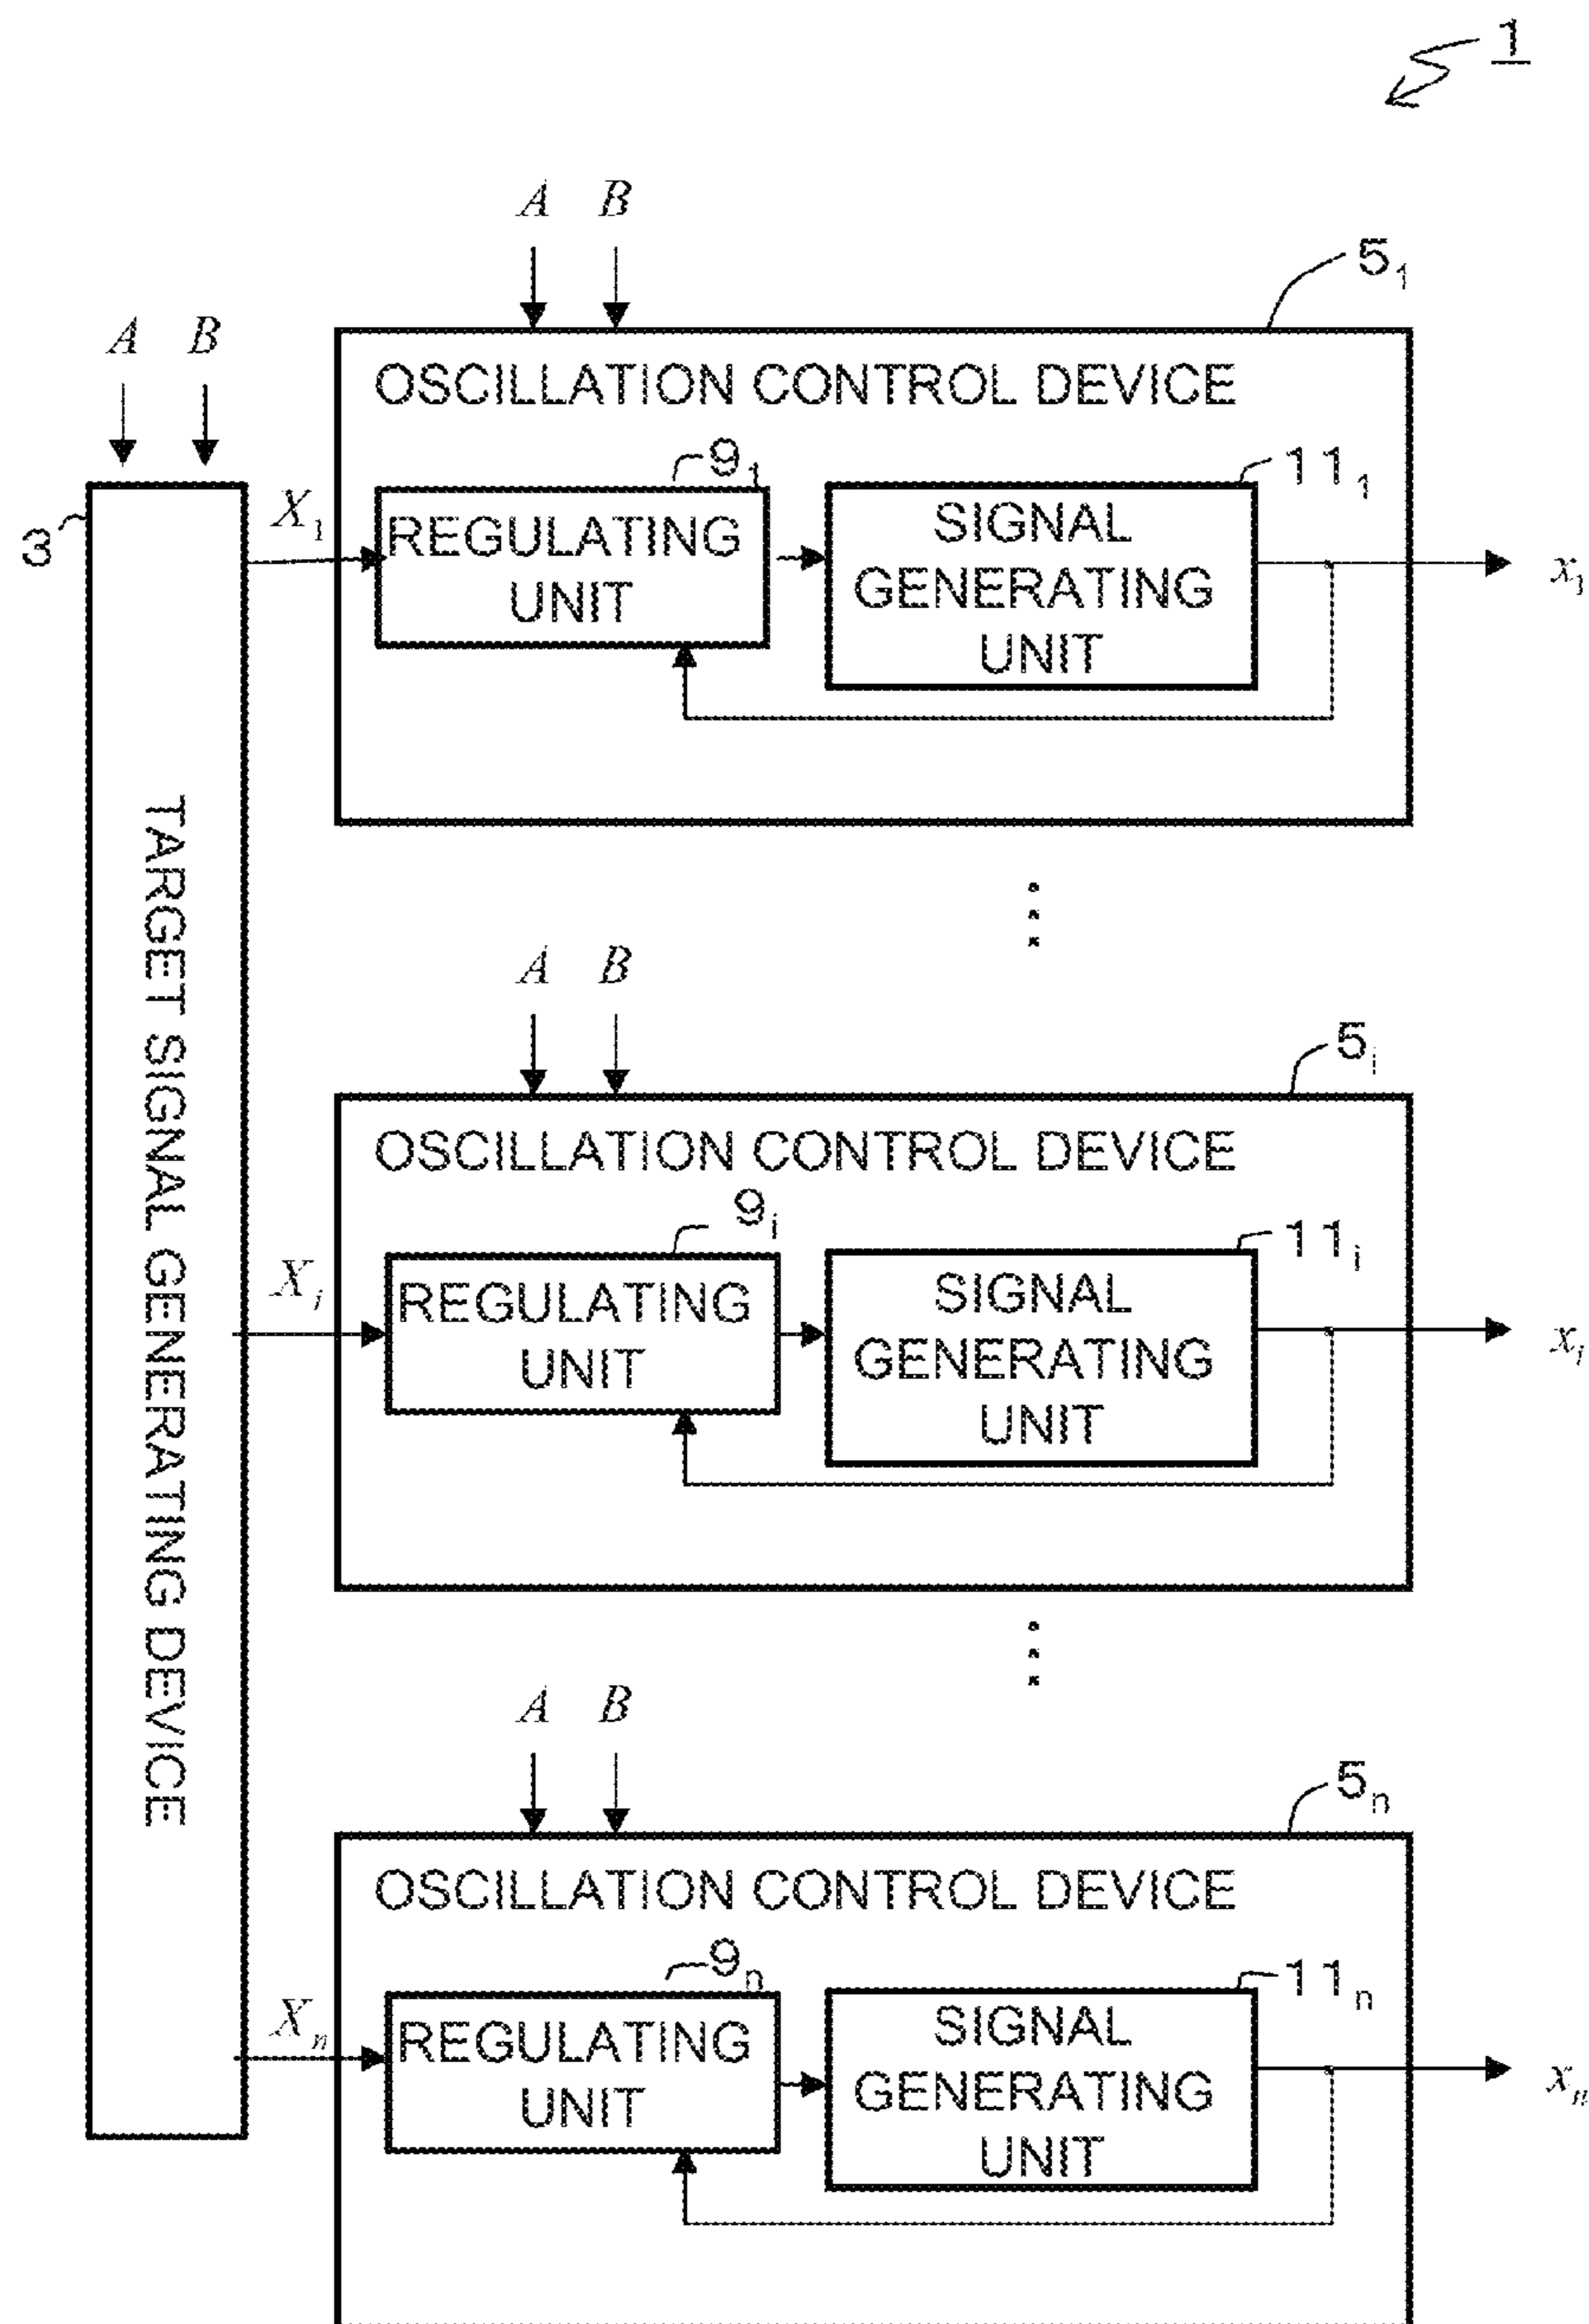 1
A B
5₁
A B
OSCILLATION CONTROL DEVICE
9₁
11₁
3
X₁
REGULATING
UNIT
SIGNAL
GENERATING
UNIT
x₁
TARGET SIGNAL GENERATING DEVICE
A B
5ᵢ
OSCILLATION CONTROL DEVICE
9ᵢ
11ᵢ
Xᵢ
REGULATING
UNIT
SIGNAL
GENERATING
UNIT
xᵢ
A B
5ₙ
OSCILLATION CONTROL DEVICE
9ₙ
11ₙ
Xₙ
REGULATING
UNIT
SIGNAL
GENERATING
UNIT
xₙ